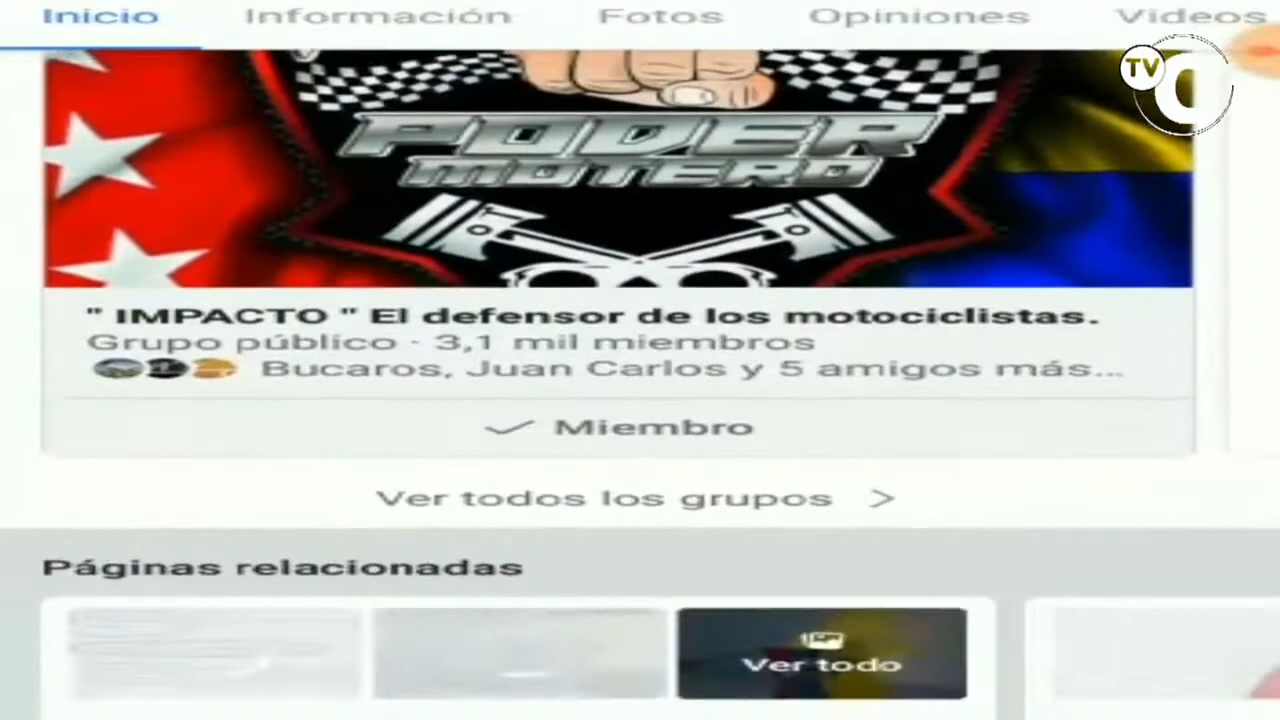 Inicio Información Fotos Opiniones Videos
TV O
PODER
MOTERO
" IMPACTO " El defensor de los motociclistas.
Grupo público · 3,1 mil miembros
Bucaros, Juan Carlos y 5 amigos más...
Miembro
Ver todos los grupos
Páginas relacionadas
Ver todo